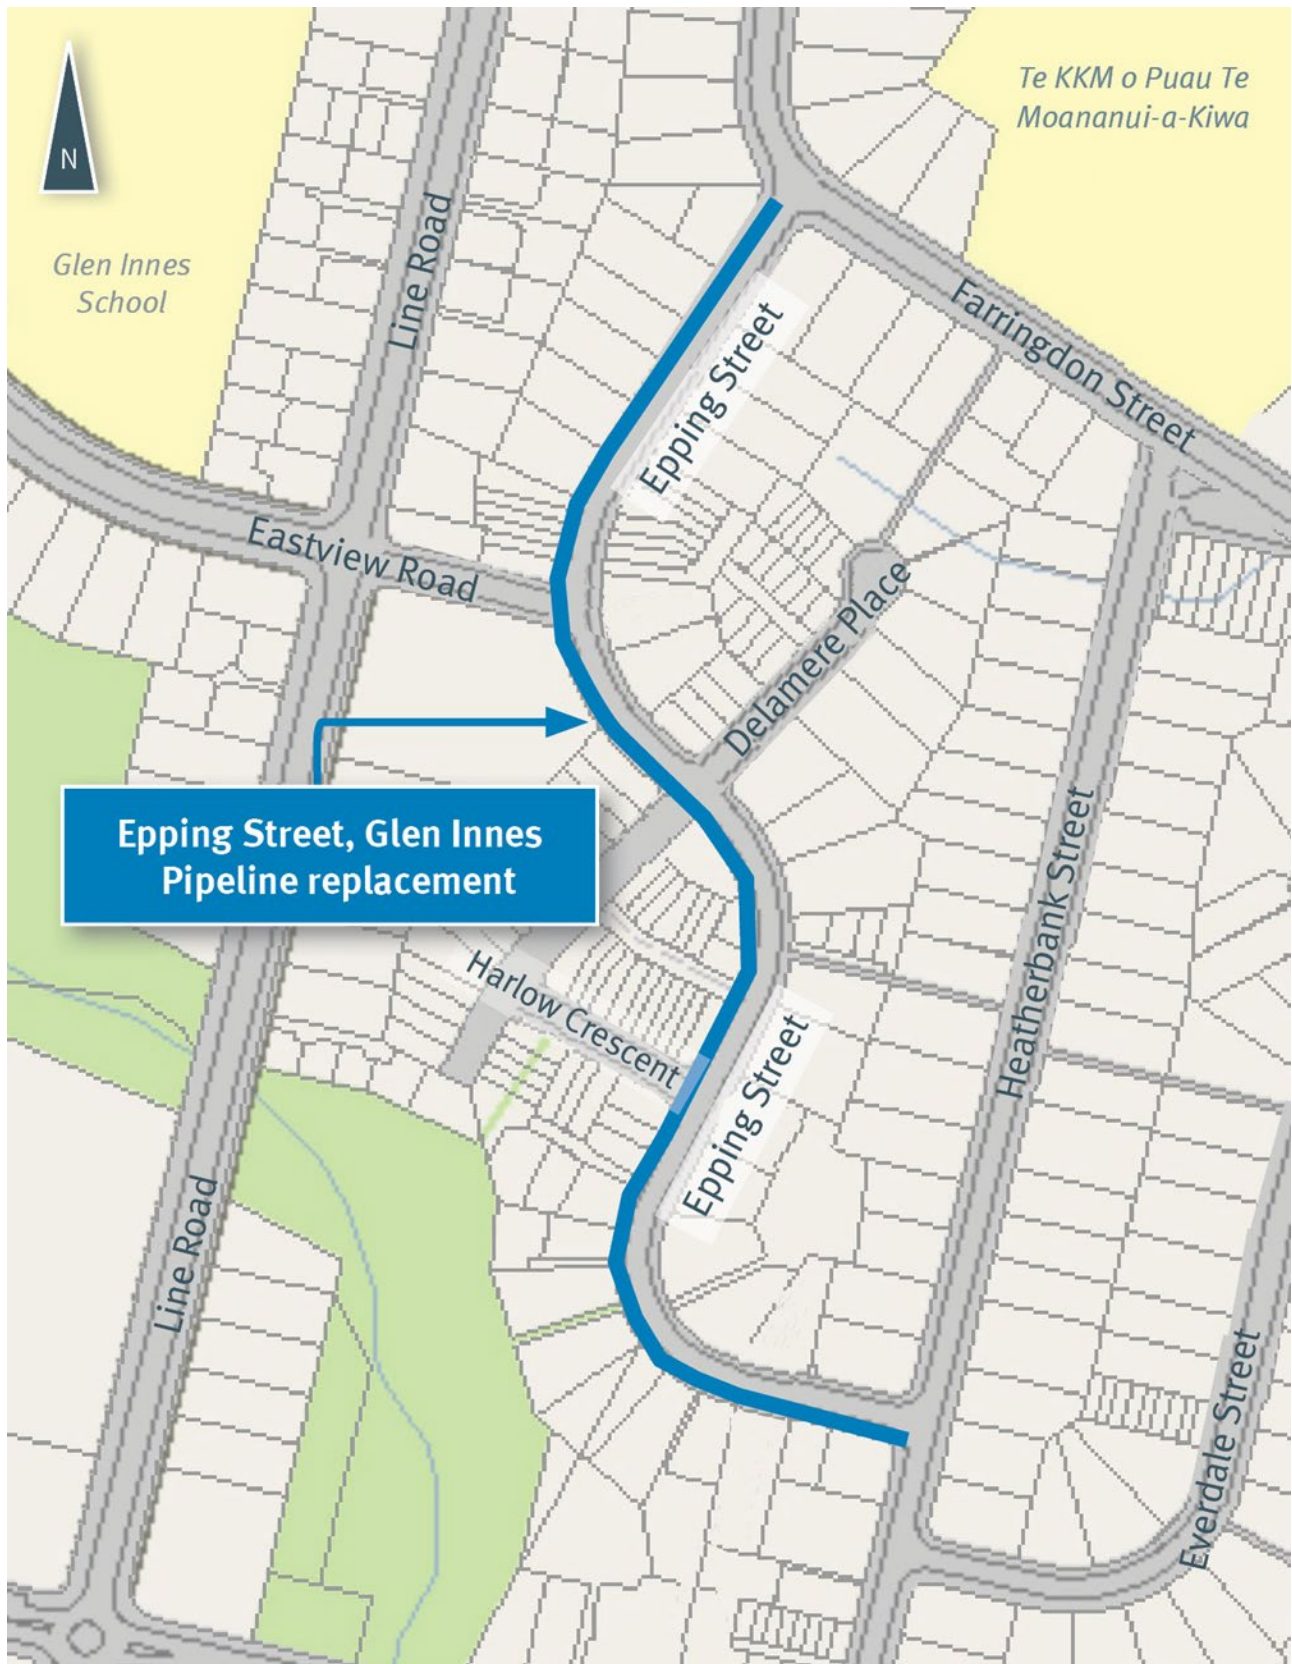 Te KKM o Puau Te
Moananui-a-Kiwa
N
Glen Innes
School
Line Road
Farringdon Street
Epping Street
Eastview Road
Delamere Place
Epping Street, Glen Innes
Pipeline replacement
Heatherbank Street
Harlow Crescent
Epping Street
Line Road
Everdale Street